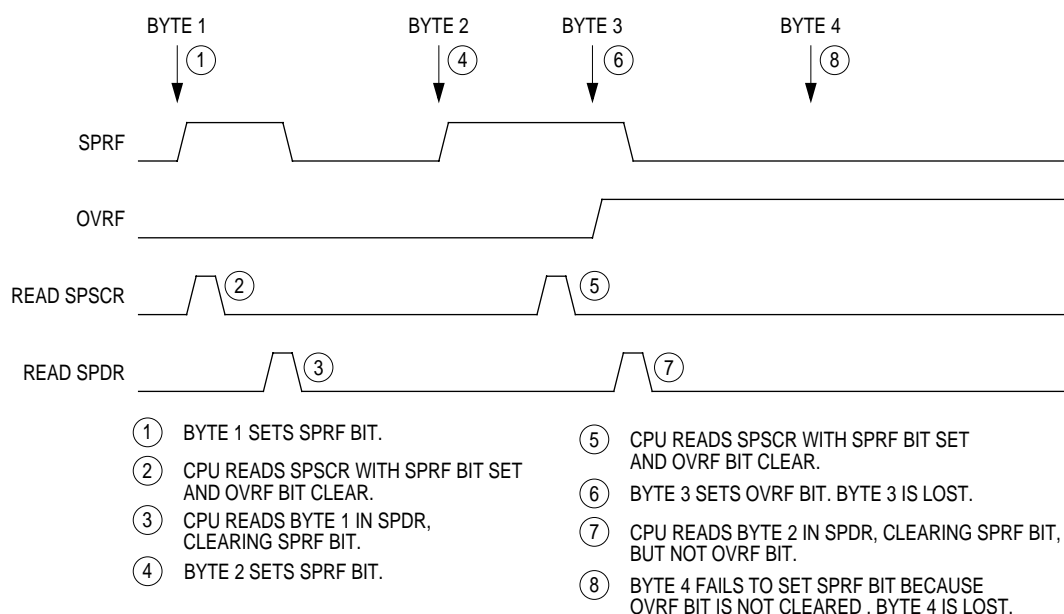 BYTE 1 BYTE 2 BYTE 3 BYTE 4
1 4 6 8
SPRF
OVRF
READ SPSCR 2 5
READ SPDR 3 7
1 BYTE 1 SETS SPRF BIT.
2 CPU READS SPSCR WITH SPRF BIT SET
AND OVRF BIT CLEAR.
3 CPU READS BYTE 1 IN SPDR,
CLEARING SPRF BIT.
4 BYTE 2 SETS SPRF BIT.
5 CPU READS SPSCR WITH SPRF BIT SET
AND OVRF BIT CLEAR.
6 BYTE 3 SETS OVRF BIT. BYTE 3 IS LOST.
7 CPU READS BYTE 2 IN SPDR, CLEARING SPRF BIT,
BUT NOT OVRF BIT.
8 BYTE 4 FAILS TO SET SPRF BIT BECAUSE
OVRF BIT IS NOT CLEARED . BYTE 4 IS LOST.